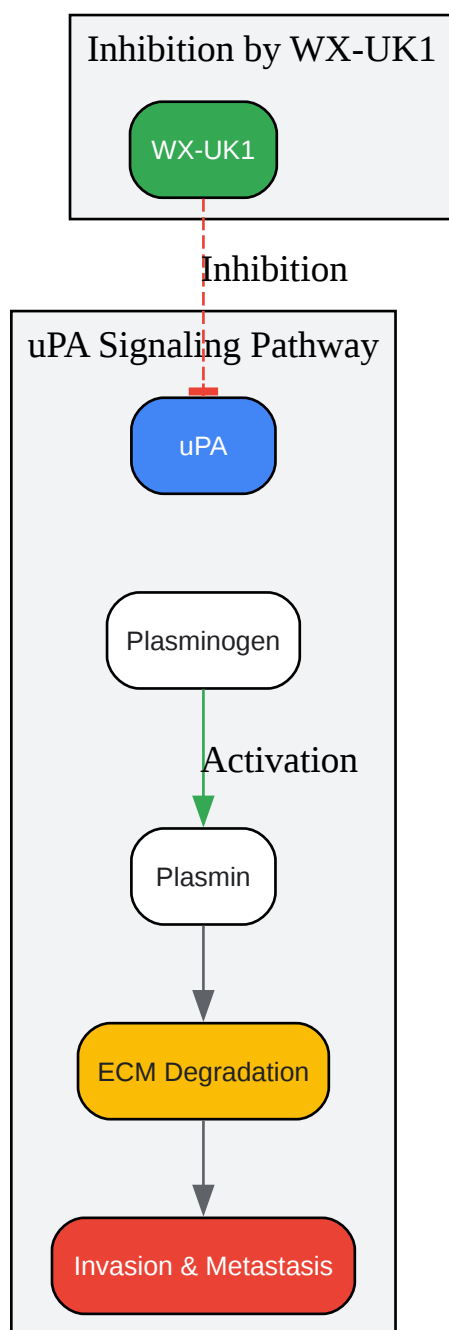 Inhibition by WX-UK1
WX-UK1
Inhibition
uPA Signaling Pathway
uPA
Plasminogen
Activation
Plasmin
ECM Degradation
Invasion & Metastasis